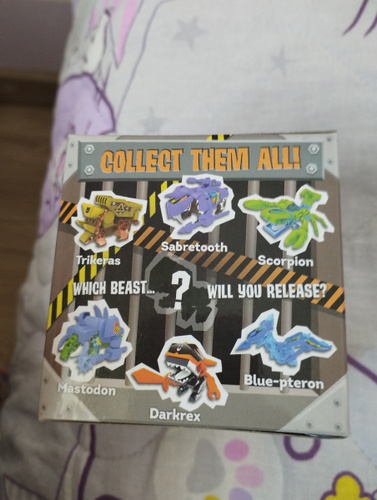 COLLECT THEM ALL!
Trikeras
Sabretooth
Scorpion
WHICH BEAST... ? WILL YOU RELEASE?
Mastodon
Darkrex
Blue-pteron